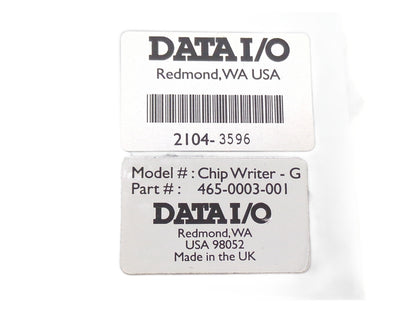 DATA I/O
Redmond, WA USA
2104-3596
Model # : Chip Writer - G
Part # : 465-0003-001
DATA I/O
Redmond, WA
USA 98052
Made in the UK